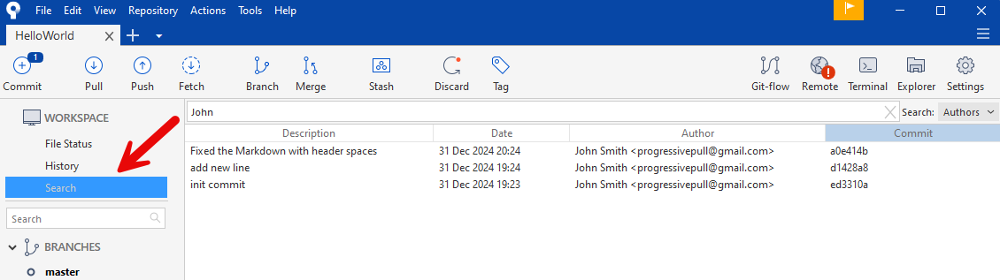 File Edit View Repository Actions Tools Help
HelloWorld
1
Commit Pull Push Fetch Branch Merge Stash Discard Tag Git-flow Remote Terminal Explorer Settings
WORKSPACE
File Status
History
Search
Search
BRANCHES
master
John Search: Authors
Description Date Author Commit
Fixed the Markdown with header spaces 31 Dec 2024 20:24 John Smith <progressivepull@gmail.com> a0e414b
add new line 31 Dec 2024 19:24 John Smith <progressivepull@gmail.com> d1428a8
init commit 31 Dec 2024 19:23 John Smith <progressivepull@gmail.com> ed3310a